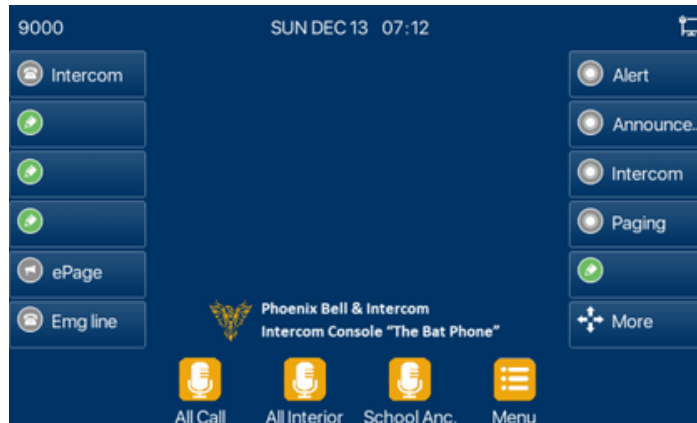 9000 SUN DEC 13 07:12
Intercom
Alert
Announce..
Intercom
Paging
ePage
Emg line
More
Phoenix Bell & Intercom
Intercom Console "The Bat Phone"
All Call All Interior School Anc. Menu